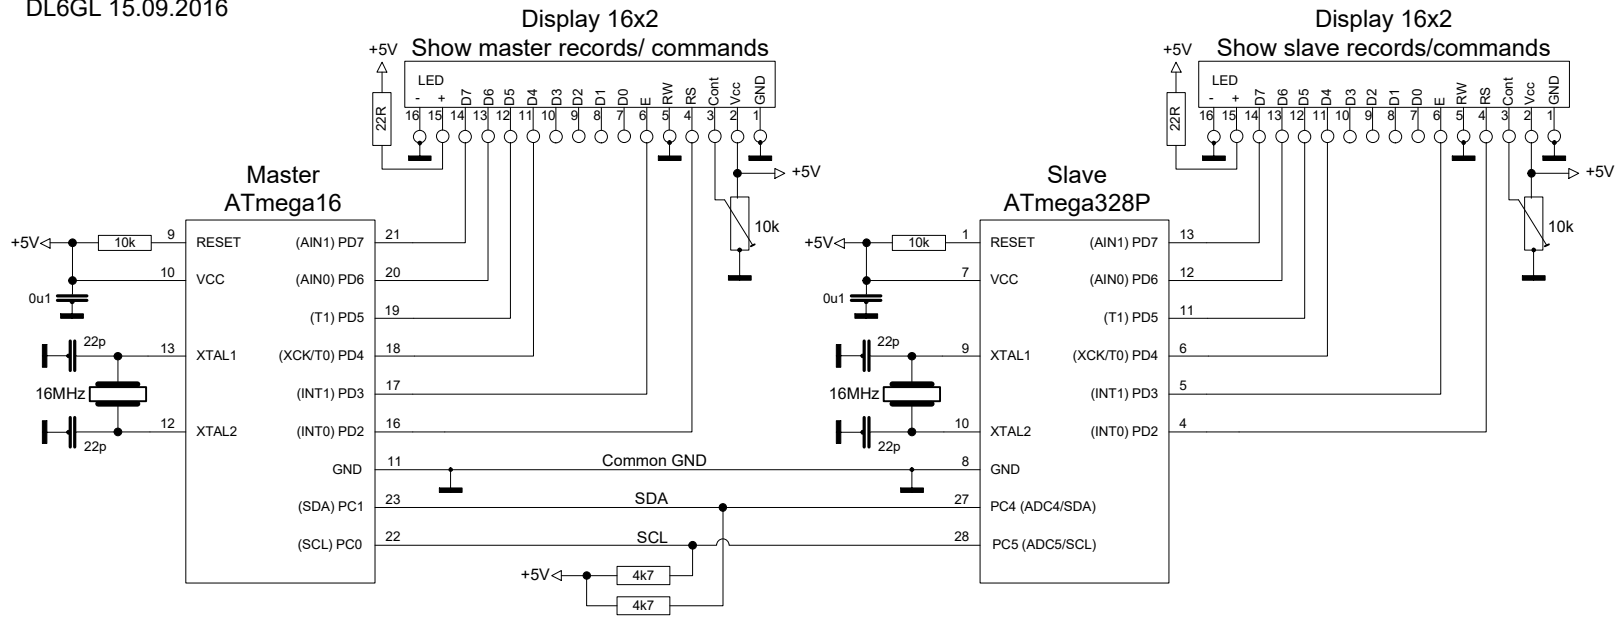 DL6GL 15.09.2016
Display 16x2
Show master records/ commands
+5V
22R
LED
- + D7 D6 D5 D4 D3 D2 D1 D0 E RW RS Cont Vcc GND
16 15 14 13 12 11 10 9 8 7 6 5 4 3 2 1
+5V
10k
Display 16x2
Show slave records/commands
+5V
22R
LED
- + D7 D6 D5 D4 D3 D2 D1 D0 E RW RS Cont Vcc GND
16 15 14 13 12 11 10 9 8 7 6 5 4 3 2 1
+5V
10k
Master
ATmega16
+5V 10k 9 RESET (AIN1) PD7 21
10 VCC (AIN0) PD6 20
0u1
(T1) PD5 19
22p
13 XTAL1 (XCK/T0) PD4 18
16MHz (INT1) PD3 17
12 XTAL2 (INT0) PD2 16
22p
GND 11
(SDA) PC1 23
(SCL) PC0 22
Common GND
SDA
SCL
+5V 4k7
4k7
Slave
ATmega328P
+5V 10k 1 RESET (AIN1) PD7 13
7 VCC (AIN0) PD6 12
0u1
(T1) PD5 11
22p
9 XTAL1 (XCK/T0) PD4 6
16MHz (INT1) PD3 5
10 XTAL2 (INT0) PD2 4
22p
8 GND
27 PC4 (ADC4/SDA)
28 PC5 (ADC5/SCL)